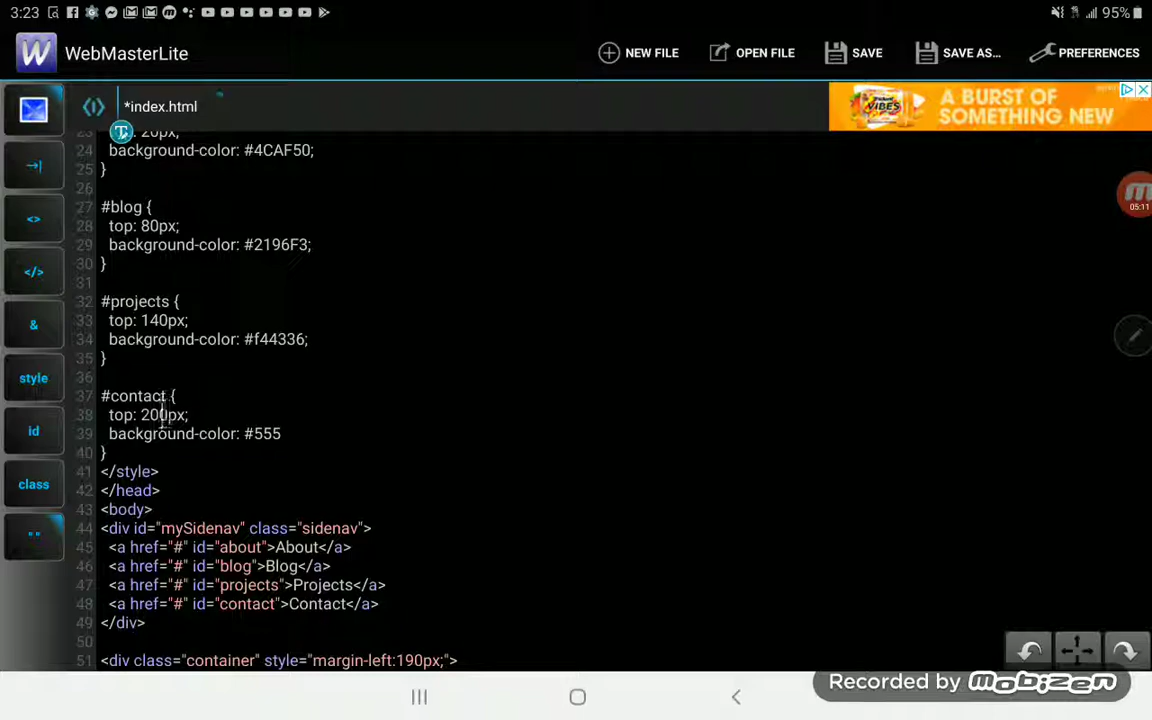 3:23 95%
WebMasterLite NEW FILE OPEN FILE SAVE SAVE AS... PREFERENCES
*index.html
A BURST OF
SOMETHING NEW
23 top: 20px;
24 background-color: #4CAF50;
25 }
26
27 #blog {
28 top: 80px;
29 background-color: #2196F3;
30 }
31
32 #projects {
33 top: 140px;
34 background-color: #f44336;
35 }
36
37 #contact {
38 top: 200px;
39 background-color: #555
40 }
41 </style>
42 </head>
43 <body>
44 <div id="mySidenav" class="sidenav">
45 <a href="#" id="about">About</a>
46 <a href="#" id="blog">Blog</a>
47 <a href="#" id="projects">Projects</a>
48 <a href="#" id="contact">Contact</a>
49 </div>
50
51 <div class="container" style="margin-left:190px;">
<>
</>
&
style
id
class
" "
05:11
Recorded by mobizen